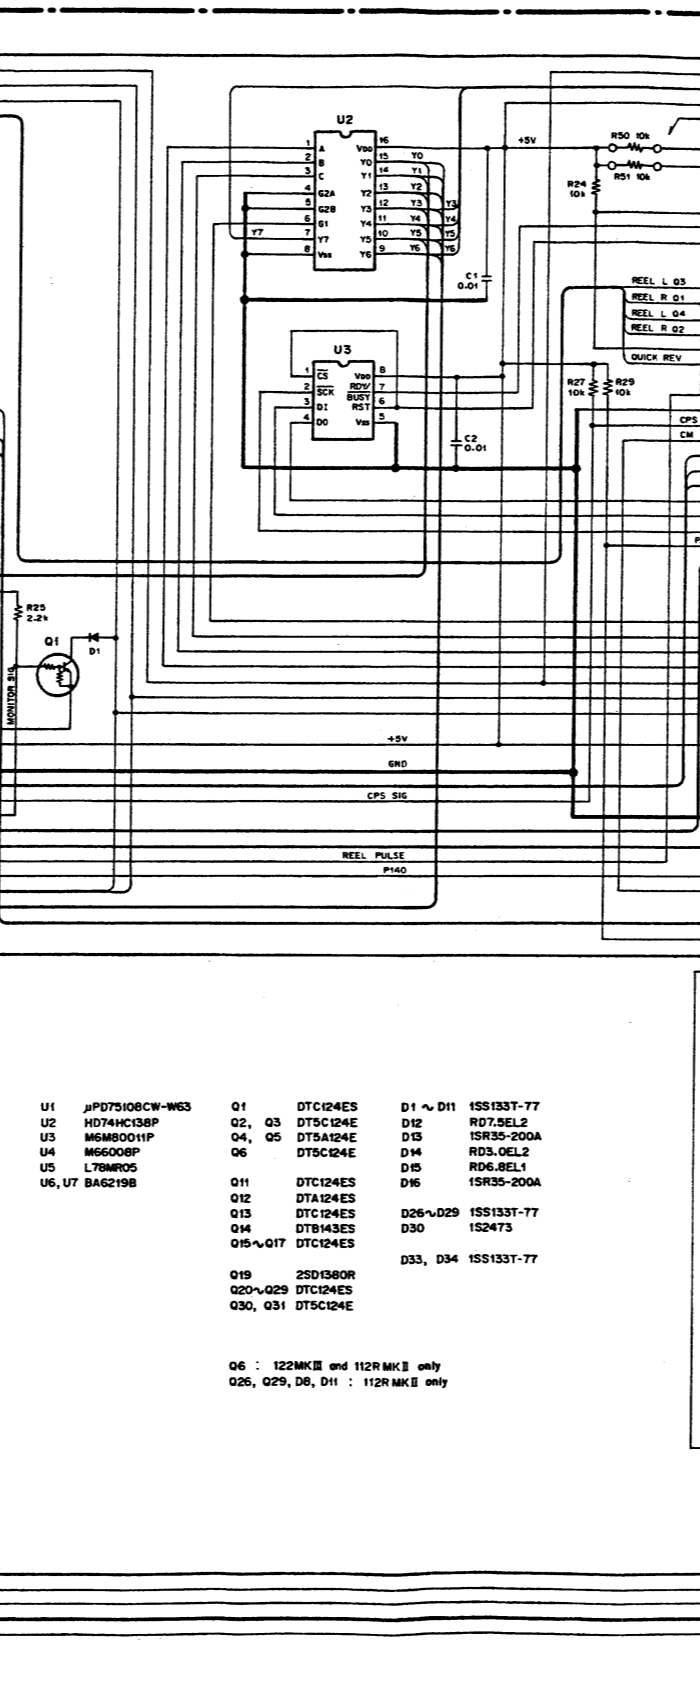 U2
1 A VDD 16
2 B Y0 15 Y0
3 C Y1 14 Y1
4 G2A Y2 13 Y2
5 G2B Y3 12 Y3 Y3
6 G1 Y4 11 Y4 Y4
Y7 7 Y7 Y5 10 Y5 Y5
8 Vss Y6 9 Y6 Y6
+5V
R50 10k
R51 10k
R24
10k
C1
0.01
REEL L Q3
REEL R Q1
REEL L Q4
REEL R Q2
QUICK REV
U3
1 CS VDD 8
2 SCK RDY/BUSY 7
3 DI RST 6
4 DO Vss 5
C2
0.01
R27
10k
R29
10k
CPS
CM
P
R25
2.2k
Q1
D1
MONITOR SIG
+5V
GND
CPS SIG
REEL PULSE
P140
U1 μPD75108CW-W63 Q1 DTC124ES D1 ~ D11 1SS133T-77
U2 HD74HC138P Q2, Q3 DT5C124E D12 RD7.5EL2
U3 M6M80011P Q4, Q5 DT5A124E D13 1SR35-200A
U4 M66008P Q6 DT5C124E D14 RD3.0EL2
U5 L78MR05 D15 RD6.8EL1
U6, U7 BA6219B Q11 DTC124ES D16 1SR35-200A
Q12 DTA124ES
Q13 DTC124ES D26~D29 1SS133T-77
Q14 DTB143ES D30 1S2473
Q15~Q17 DTC124ES
D33, D34 1SS133T-77
Q19 2SD1380R
Q20~Q29 DTC124ES
Q30, Q31 DT5C124E
Q6 : 122MKⅢ and 112R MKⅡ only
Q26, Q29, D8, D11 : 112R MKⅡ only